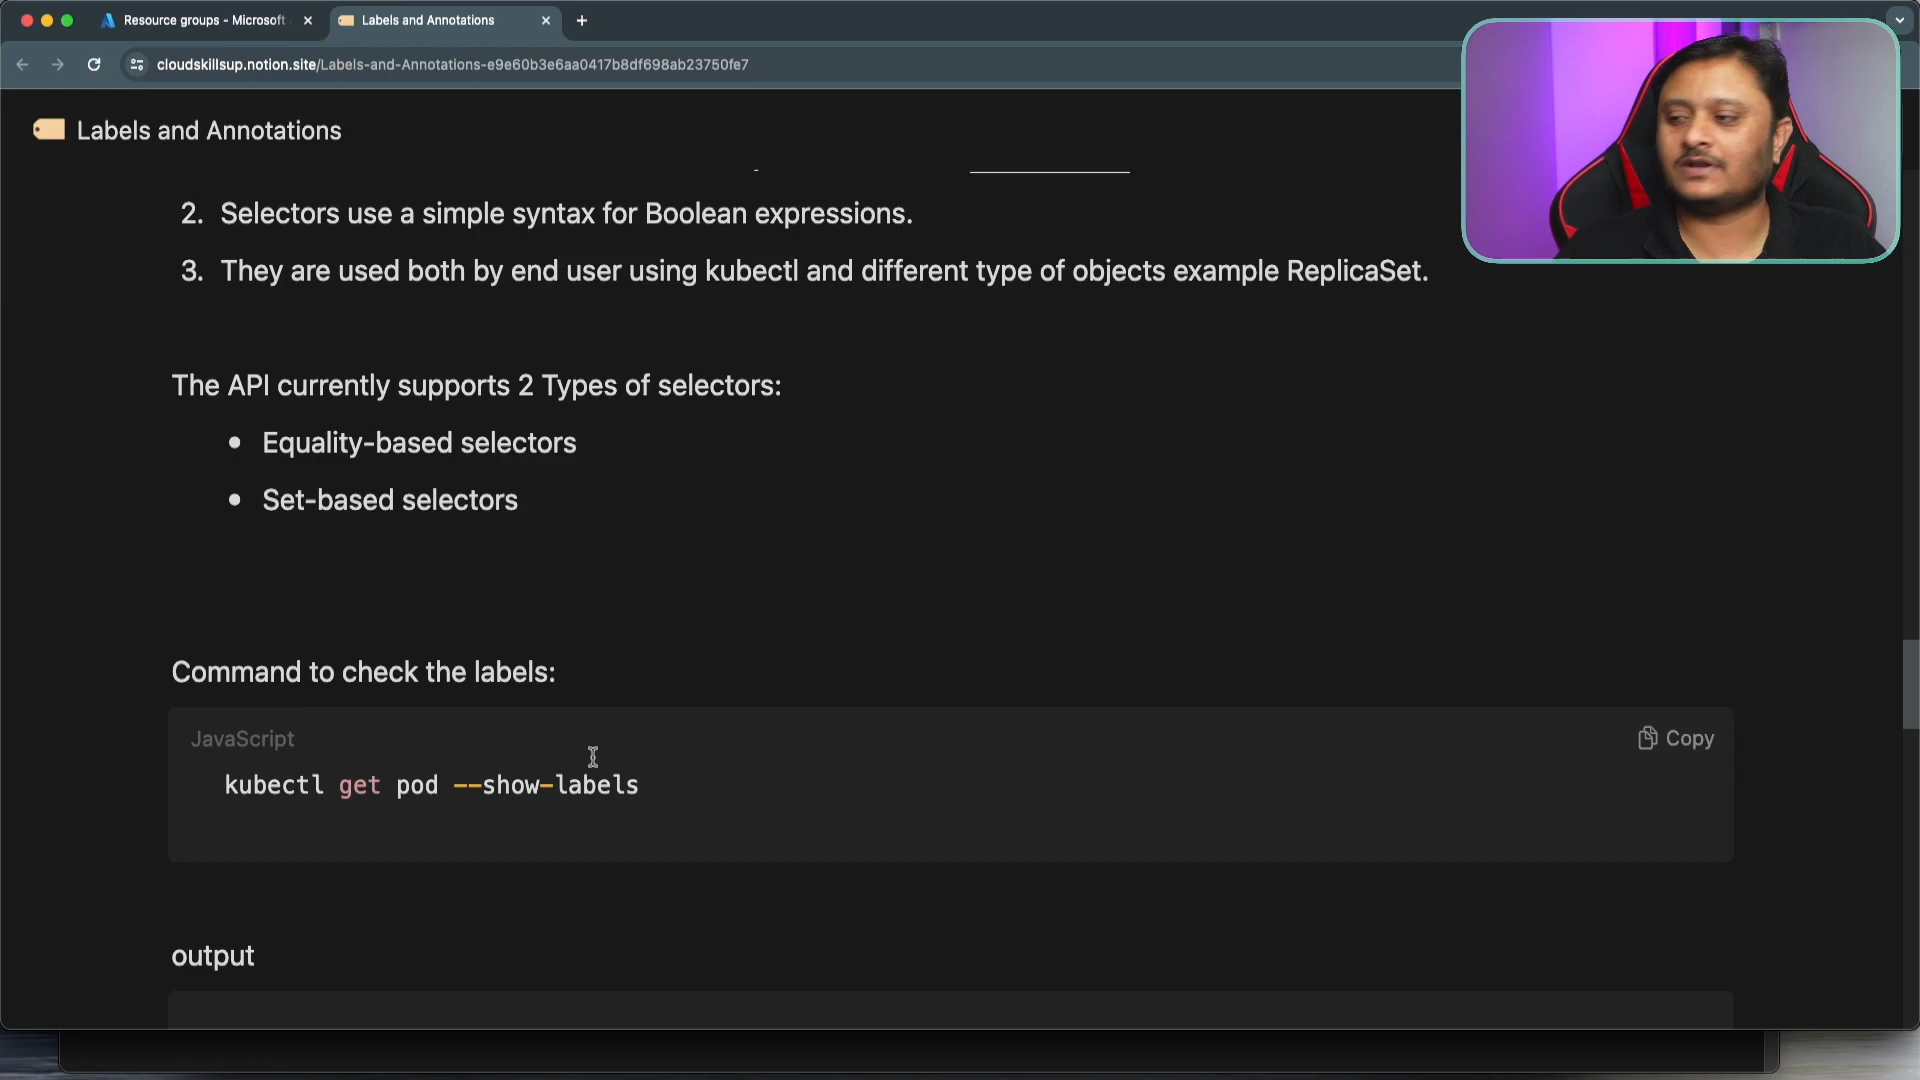 Resource groups - Microsoft
Labels and Annotations
cloudskillsup.notion.site/Labels-and-Annotations-e9e60b3e6aa0417b8df698ab23750fe7
Labels and Annotations
2. Selectors use a simple syntax for Boolean expressions.
3. They are used both by end user using kubectl and different type of objects example ReplicaSet.
The API currently supports 2 Types of selectors:
• Equality-based selectors
• Set-based selectors
Command to check the labels:
JavaScript
Copy
kubectl get pod --show-labels
output